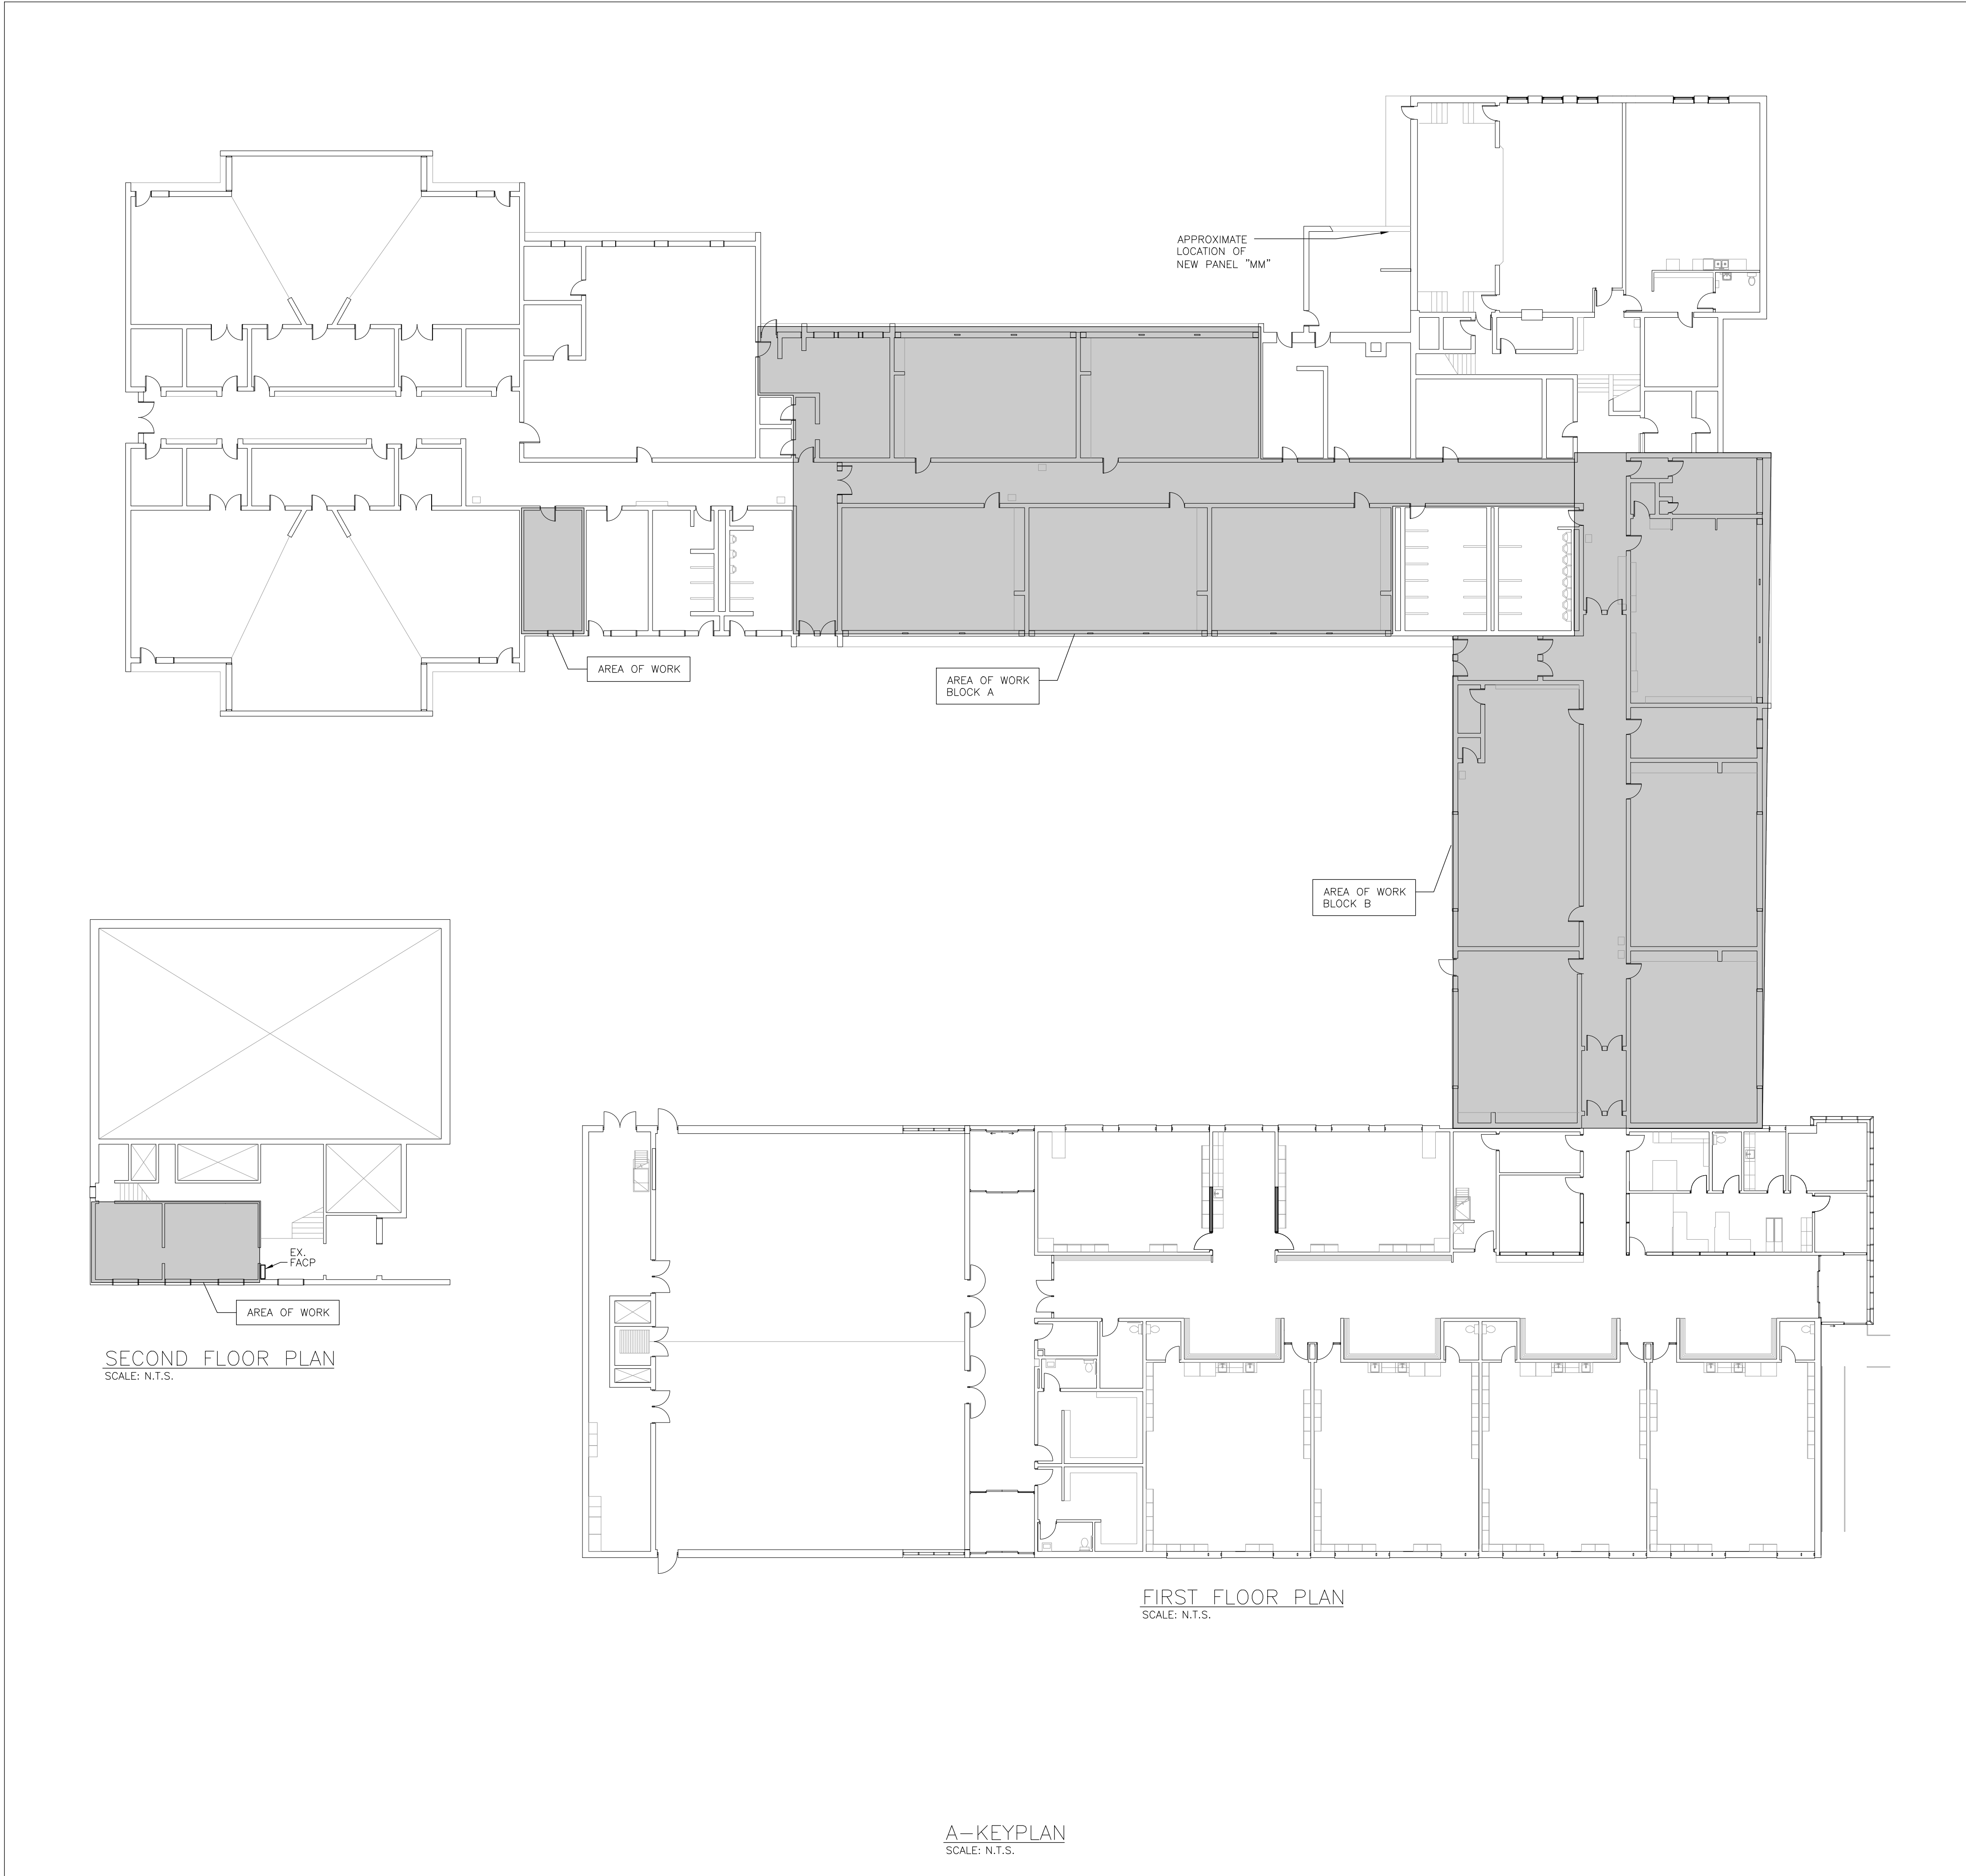 APPROXIMATE
LOCATION OF
NEW PANEL "MM"
AREA OF WORK
AREA OF WORK
BLOCK A
AREA OF WORK
BLOCK B
EX.
FACP
AREA OF WORK
SECOND FLOOR PLAN
SCALE: N.T.S.
FIRST FLOOR PLAN
SCALE: N.T.S.
A-KEYPLAN
SCALE: N.T.S.